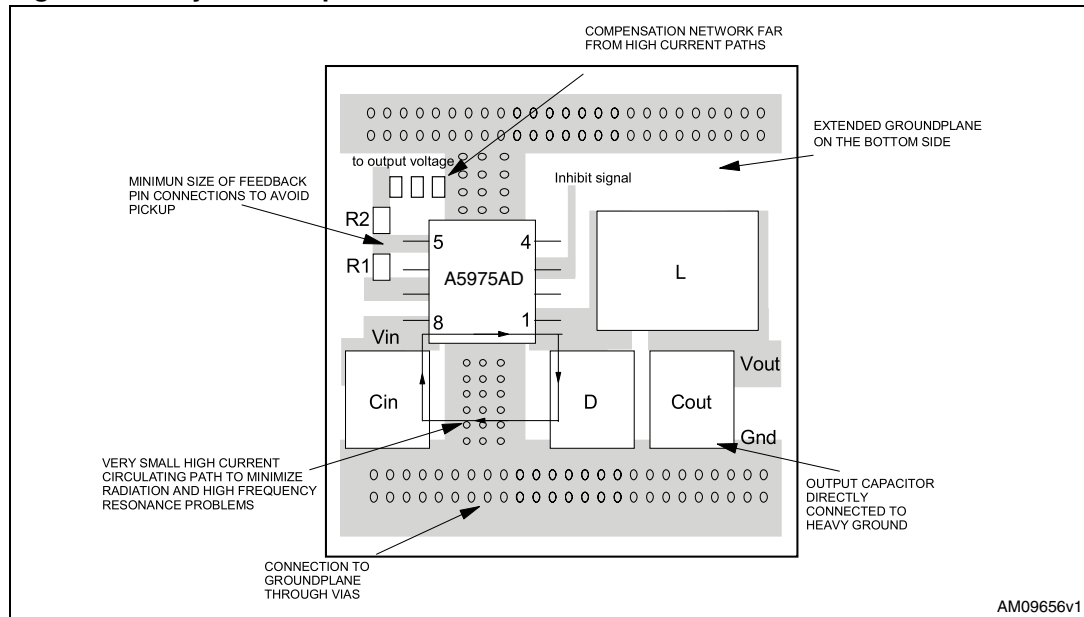 COMPENSATION NETWORK FAR
FROM HIGH CURRENT PATHS
EXTENDED GROUNDPLANE
ON THE BOTTOM SIDE
to output voltage
Inhibit signal
MINIMUN SIZE OF FEEDBACK
PIN CONNECTIONS TO AVOID
PICKUP
R2
5
4
R1
A5975AD
L
8
1
Vin
Vout
Cin
D
Cout
Gnd
VERY SMALL HIGH CURRENT
CIRCULATING PATH TO MINIMIZE
RADIATION AND HIGH FREQUENCY
RESONANCE PROBLEMS
OUTPUT CAPACITOR
DIRECTLY
CONNECTED TO
HEAVY GROUND
CONNECTION TO
GROUNDPLANE
THROUGH VIAS
AM09656v1